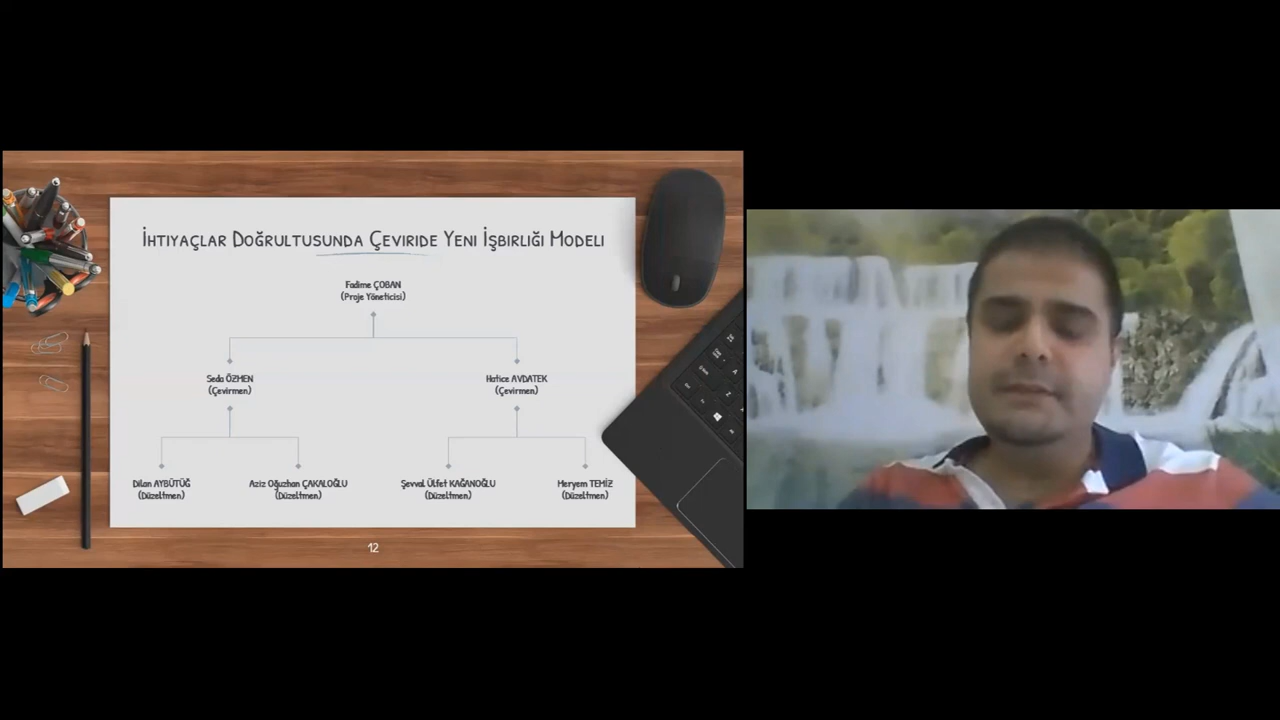 İhtiyaçlar Doğrultusunda Çeviride Yeni İşbirliği Modeli
Fadime ÇOBAN
(Proje Yöneticisi)
Seda ÖZMEN
(Çevirmen)
Hatice AVDATEK
(Çevirmen)
Dilan AYBÜTÜĞ
(Düzeltmen)
Aziz Oğuzhan ÇAKALOĞLU
(Düzeltmen)
Şevval Ülfet KAĞANOĞLU
(Düzeltmen)
Meryem TEMİZ
(Düzeltmen)
12